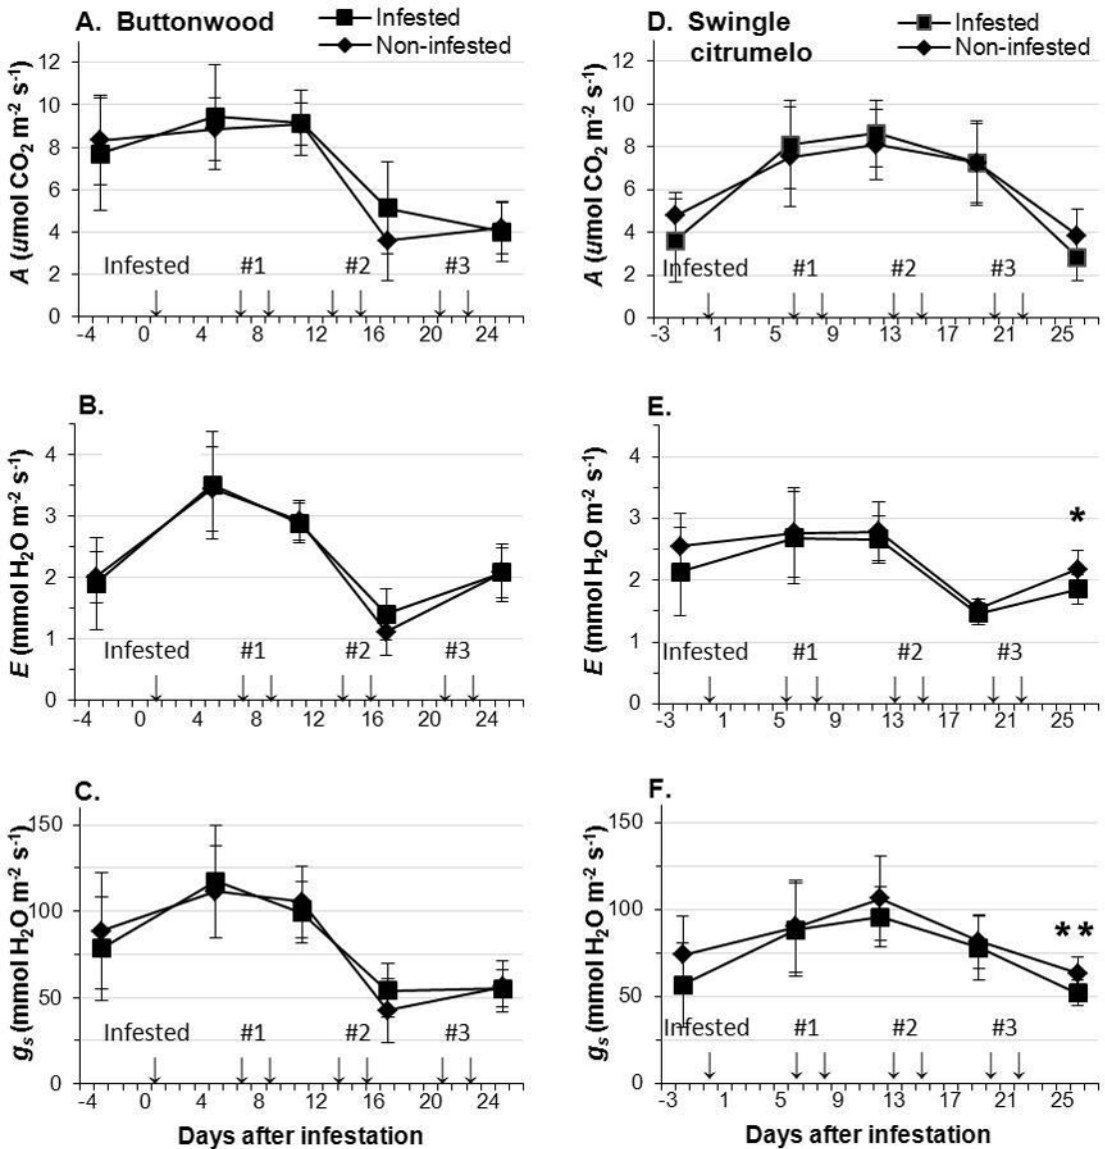 A. Buttonwood
Infested
Non-infested
A (umol CO2 m-2 s-1)
12
10
8
6
4
2
0
Infested #1 #2 #3
-4 0 4 8 12 16 20 24
D. Swingle
citrumelo
Infested
Non-infested
A (umol CO2 m-2 s-1)
12
10
8
6
4
2
0
Infested #1 #2 #3
-3 1 5 9 13 17 21 25
B.
E (mmol H2O m-2 s-1)
4
3
2
1
0
Infested #1 #2 #3
-4 0 4 8 12 16 20 24
E.
E (mmol H2O m-2 s-1)
4
3
2
1
0
*
Infested #1 #2 #3
-3 1 5 9 13 17 21 25
C.
gs (mmol H2O m-2 s-1)
150
100
50
0
Infested #1 #2 #3
-4 0 4 8 12 16 20 24
Days after infestation
F.
gs (mmol H2O m-2 s-1)
150
100
50
0
**
Infested #1 #2 #3
-3 1 5 9 13 17 21 25
Days after infestation